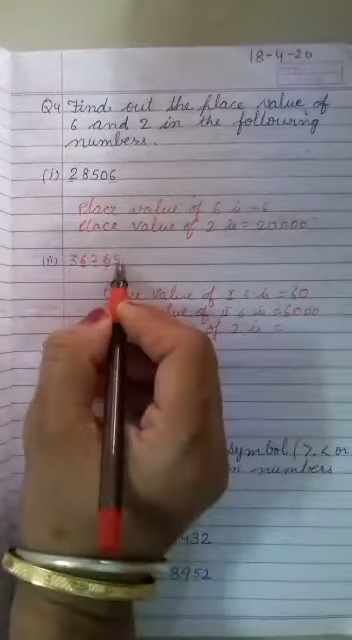 18-4-20
Q4 Find out the place value of
6 and 2 in the following
numbers.
(i) 28506
Place value of 6 is = 6
Place value of 2 is = 20000
(ii) 36265
value of I 6 is = 60
value of II 6 is = 6000
of 2 is =
symbol (>, < or
in numbers
432
8952